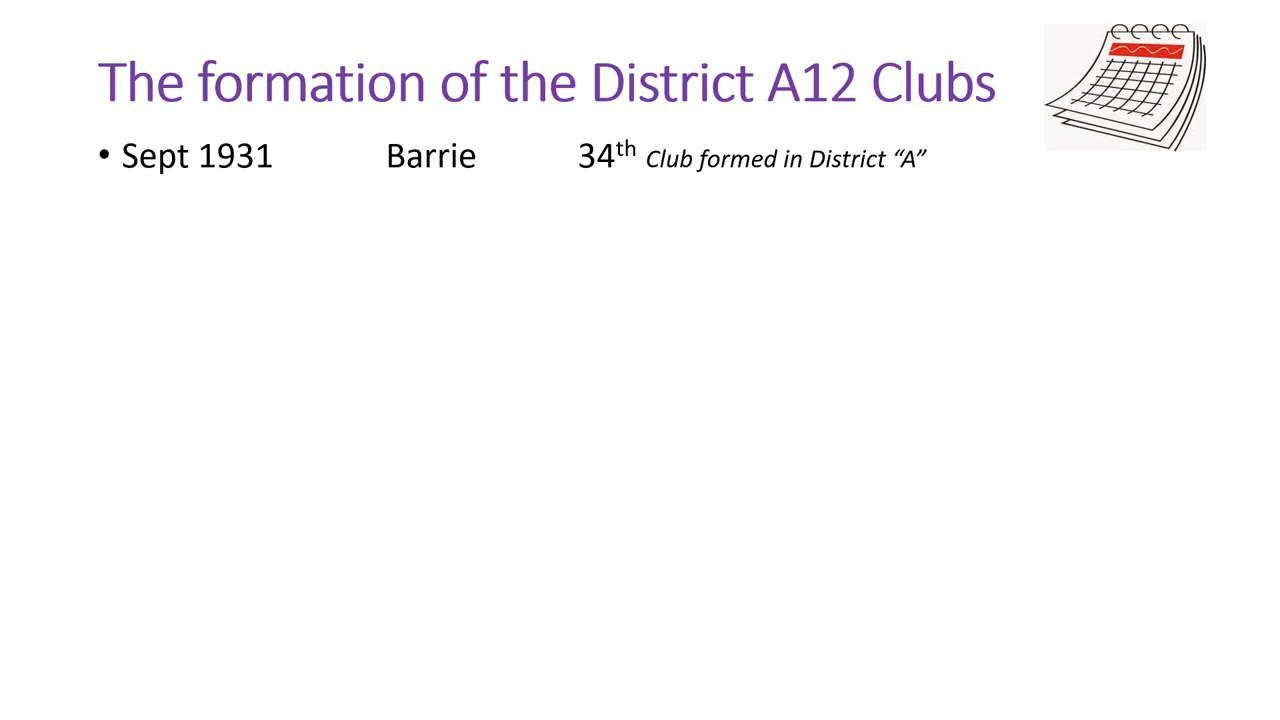 The formation of the District A12 Clubs
• Sept 1931 Barrie 34th Club formed in District “A”